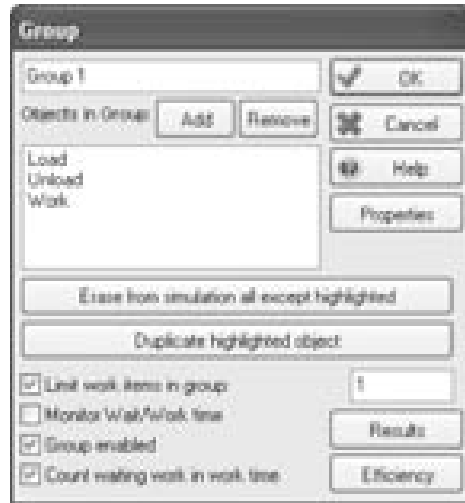 Group
Group 1
OK
Objects in Group:
Add
Remove
Cancel
Load
Unload
Work
Help
Properties
Erase from simulation all except highlighted
Duplicate highlighted object
Limit work items in group
1
Monitor Wait/Work time
Group enabled
Results
Count waiting work in work time
Efficiency